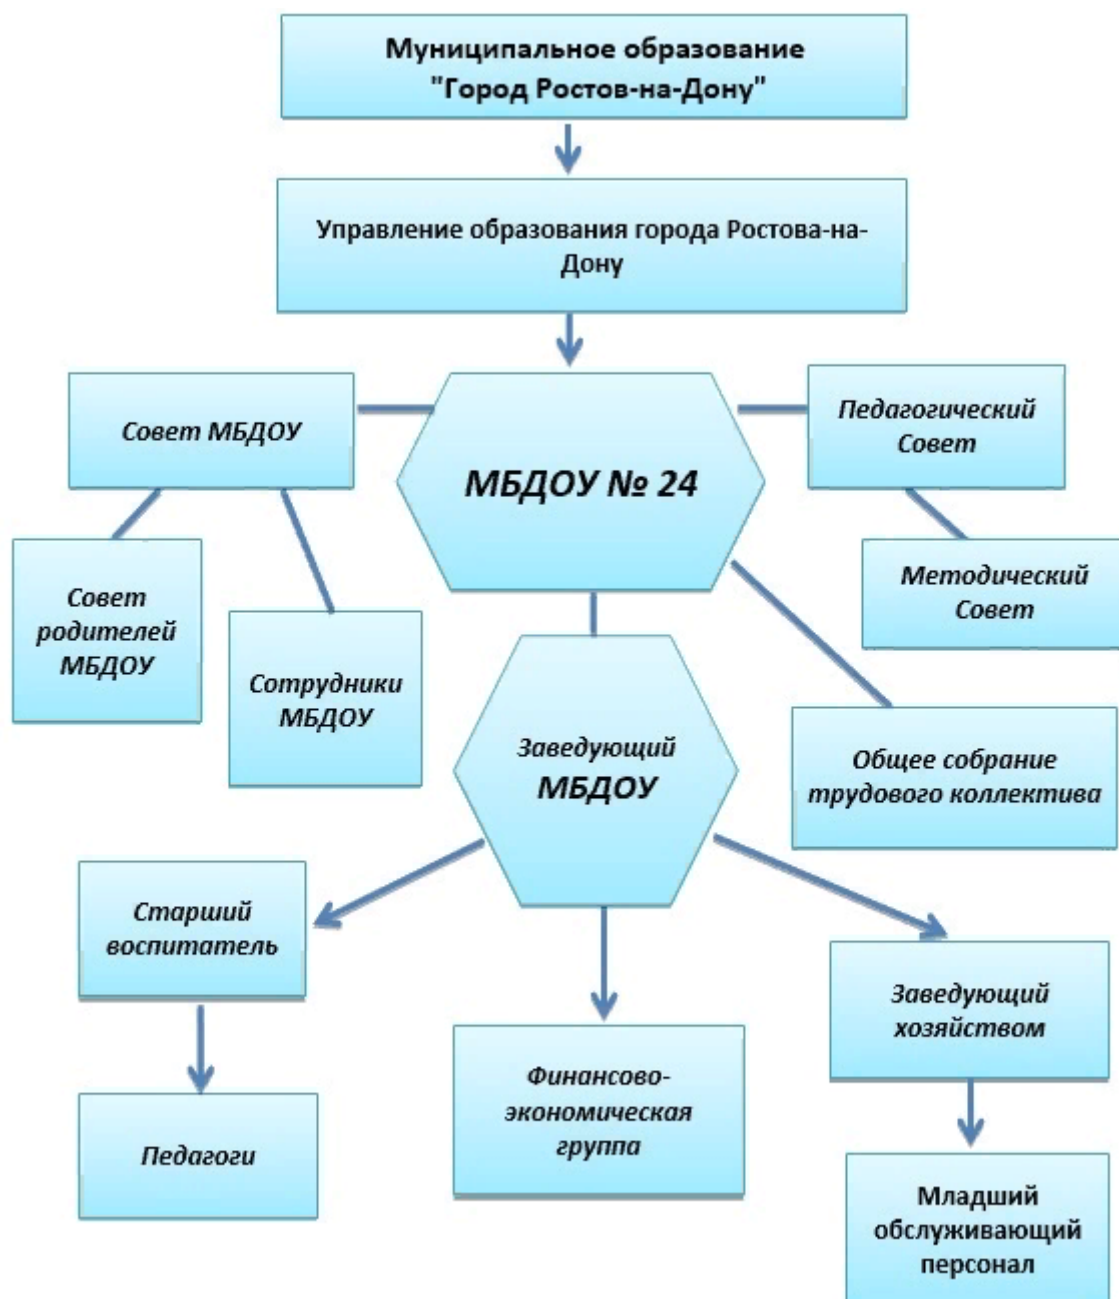 Муниципальное образование
"Город Ростов-на-Дону"
Управление образования города Ростова-на-
Дону
Совет МБДОУ
МБДОУ № 24
Педагогический
Совет
Совет
родителей
МБДОУ
Сотрудники
МБДОУ
Методический
Совет
Заведующий
МБДОУ
Общее собрание
трудового коллектива
Старший
воспитатель
Заведующий
хозяйством
Финансово-
экономическая
группа
Педагоги
Младший
обслуживающий
персонал